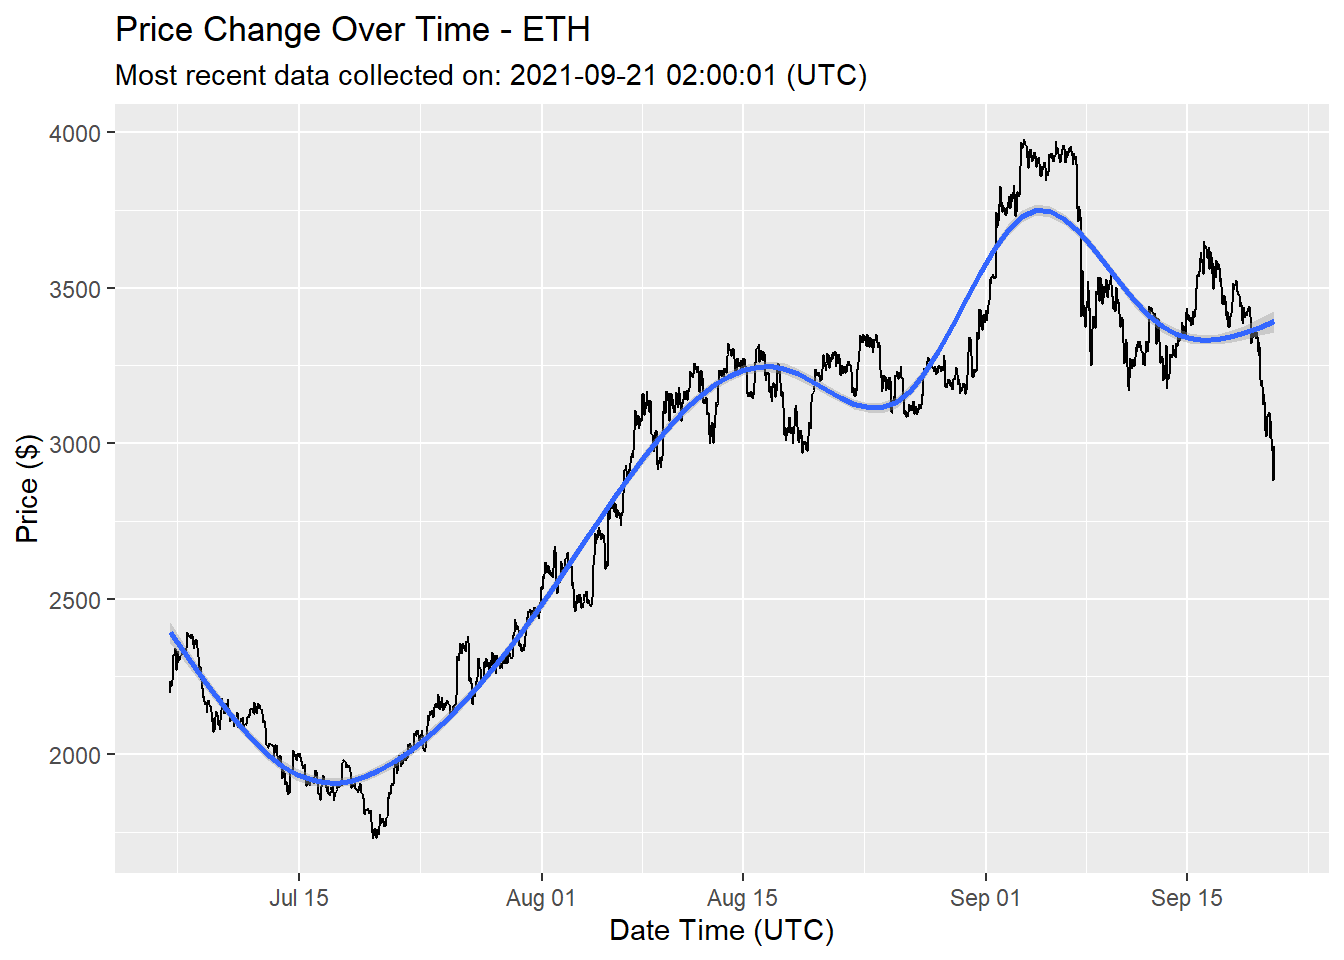 Price Change Over Time - ETH
Most recent data collected on: 2021-09-21 02:00:01 (UTC)
4000
3500
3000
2500
2000
Price ($)
Jul 15
Aug 01
Aug 15
Sep 01
Sep 15
Date Time (UTC)